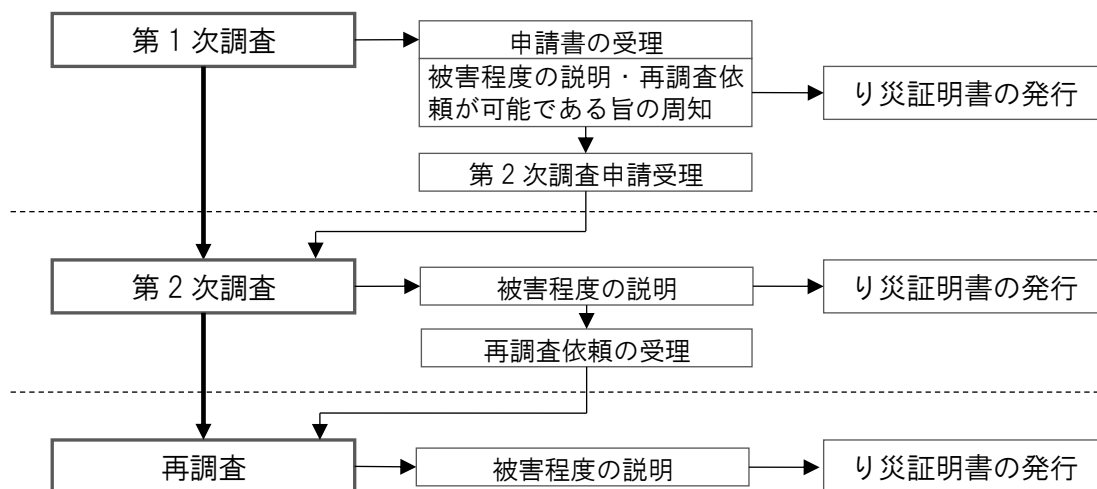 第１次調査
申請書の受理
被害程度の説明・再調査依
頼が可能である旨の周知
り災証明書の発行
第２次調査申請受理
第２次調査
被害程度の説明
り災証明書の発行
再調査依頼の受理
再調査
被害程度の説明
り災証明書の発行